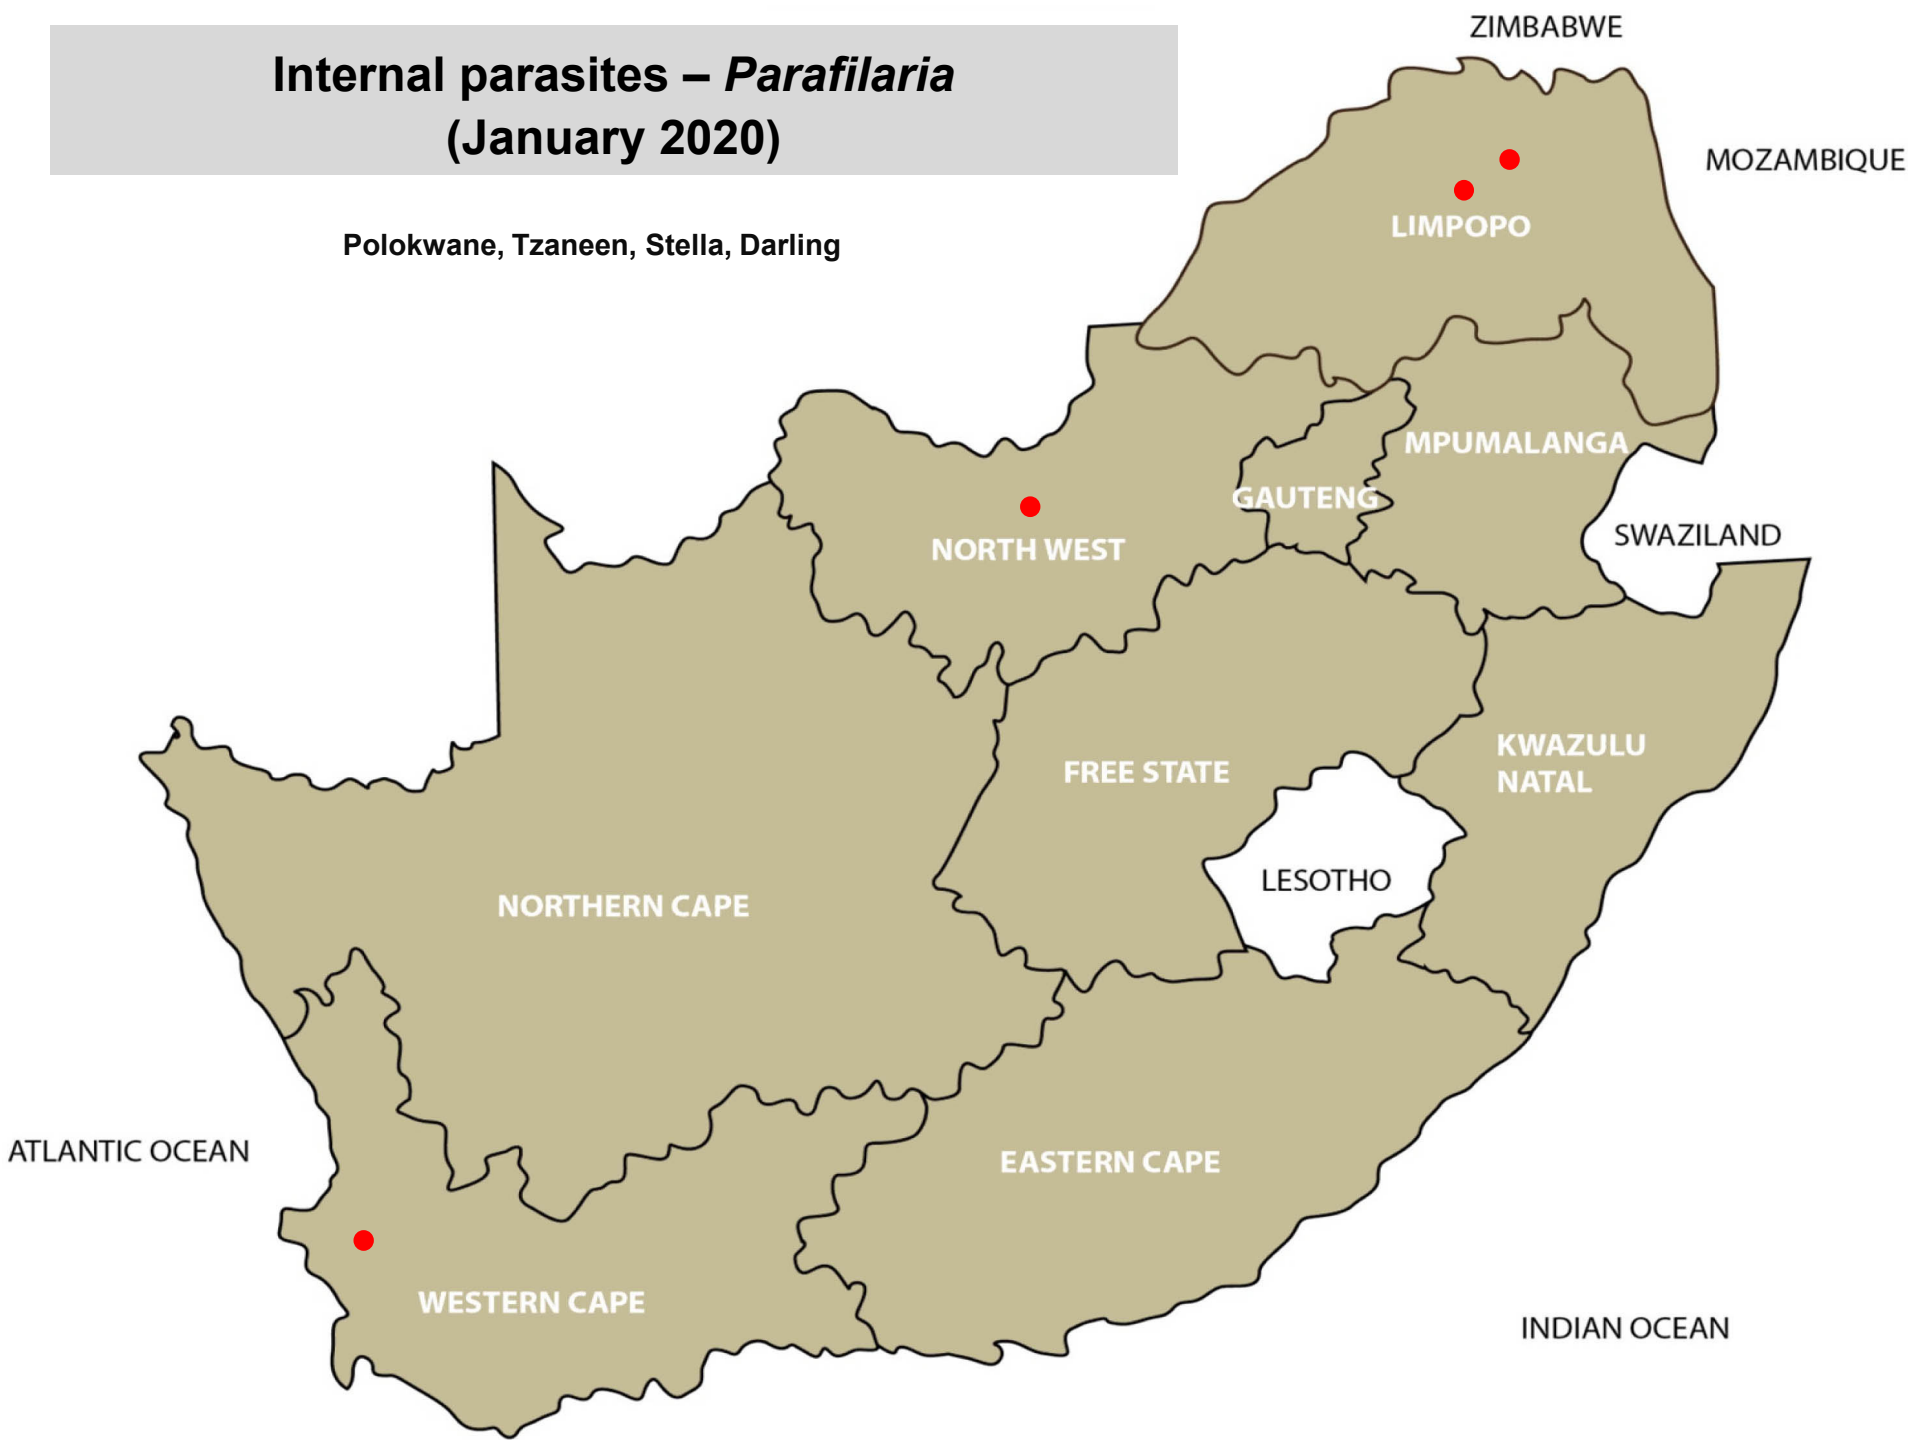 Internal parasites – Parafilaria
(January 2020)
Polokwane, Tzaneen, Stella, Darling
ZIMBABWE
MOZAMBIQUE
LIMPOPO
MPUMALANGA
GAUTENG
SWAZILAND
NORTH WEST
KWAZULU
NATAL
FREE STATE
LESOTHO
NORTHERN CAPE
ATLANTIC OCEAN
EASTERN CAPE
WESTERN CAPE
INDIAN OCEAN